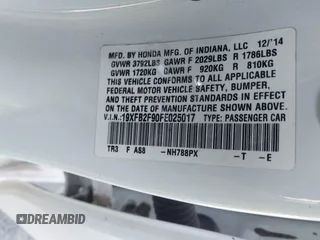 MFD. BY HONDA MFG. OF INDIANA, LLC 12/'14
GVWR 3792LBS GAWR F 2029LBS R 1786LBS
GVWR 1720KG GAWR F 920KG R 810KG
THIS VEHICLE CONFORMS TO ALL APPLICABLE
FEDERAL MOTOR VEHICLE SAFETY, BUMPER,
AND THEFT PREVENTION STANDARDS IN EFFECT
ON THE DATE OF MANUFACTURE SHOWN ABOVE.
V.I.N.:19XFB2F90FE025017 TYPE: PASSENGER CAR
TR3 F A58 -NH788PX -T -E
DREAMBID